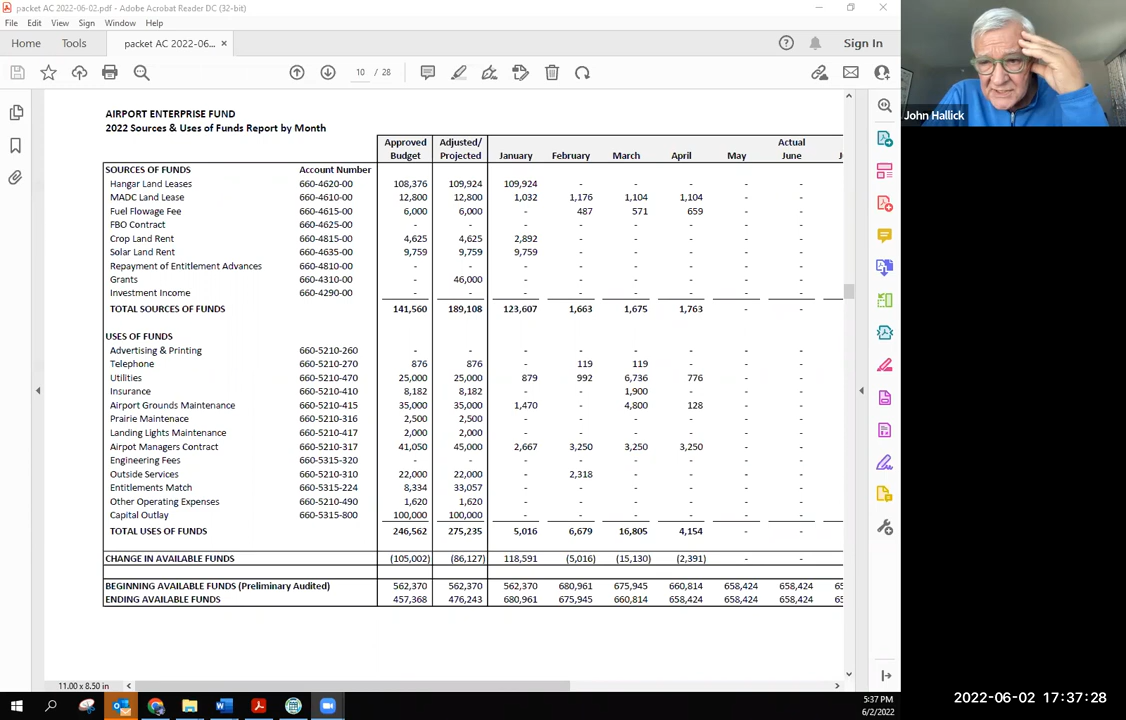 packet AC 2022-06-02.pdf - Adobe Acrobat Reader DC (32-bit)
File Edit View Sign Window Help
Home Tools packet AC 2022-06... × Sign In
10 / 28
John Hallick
AIRPORT ENTERPRISE FUND
2022 Sources & Uses of Funds Report by Month
Approved Adjusted/ Actual
Budget Projected January February March April May June J
SOURCES OF FUNDS Account Number
Hangar Land Leases 660-4620-00 108,376 109,924 109,924 - - - - -
MADC Land Lease 660-4610-00 12,800 12,800 1,032 1,176 1,104 1,104 - -
Fuel Flowage Fee 660-4615-00 6,000 6,000 - 487 571 659 - -
FBO Contract 660-4625-00 - - - - - - - -
Crop Land Rent 660-4815-00 4,625 4,625 2,892 - - - - -
Solar Land Rent 660-4635-00 9,759 9,759 9,759 - - - - -
Repayment of Entitlement Advances 660-4810-00 - - - - - - - -
Grants 660-4310-00 - 46,000 - - - - - -
Investment Income 660-4290-00 - - - - - - - -
TOTAL SOURCES OF FUNDS 141,560 189,108 123,607 1,663 1,675 1,763 - -
USES OF FUNDS
Advertising & Printing 660-5210-260 - - - - - - - -
Telephone 660-5210-270 876 876 - 119 119 - - -
Utilities 660-5210-470 25,000 25,000 879 992 6,736 776 - -
Insurance 660-5210-410 8,182 8,182 - - 1,900 - - -
Airport Grounds Maintenance 660-5210-415 35,000 35,000 1,470 - 4,800 128 - -
Prairie Maintenace 660-5210-316 2,500 2,500 - - - - - -
Landing Lights Maintenance 660-5210-417 2,000 2,000 - - - - - -
Airpot Managers Contract 660-5210-317 41,050 45,000 2,667 3,250 3,250 3,250 - -
Engineering Fees 660-5315-320 - - - - - - - -
Outside Services 660-5210-310 22,000 22,000 - 2,318 - - - -
Entitlements Match 660-5315-224 8,334 33,057 - - - - - -
Other Operating Expenses 660-5210-490 1,620 1,620 - - - - - -
Capital Outlay 660-5315-800 100,000 100,000 - - - - - -
TOTAL USES OF FUNDS 246,562 275,235 5,016 6,679 16,805 4,154 - -
CHANGE IN AVAILABLE FUNDS (105,002) (86,127) 118,591 (5,016) (15,130) (2,391) - -
BEGINNING AVAILABLE FUNDS (Preliminary Audited) 562,370 562,370 562,370 680,961 675,945 660,814 658,424 658,424 65
ENDING AVAILABLE FUNDS 457,368 476,243 680,961 675,945 660,814 658,424 658,424 658,424 65
11.00 x 8.50 in
2022-06-02 17:37:28
5:37 PM
6/2/2022